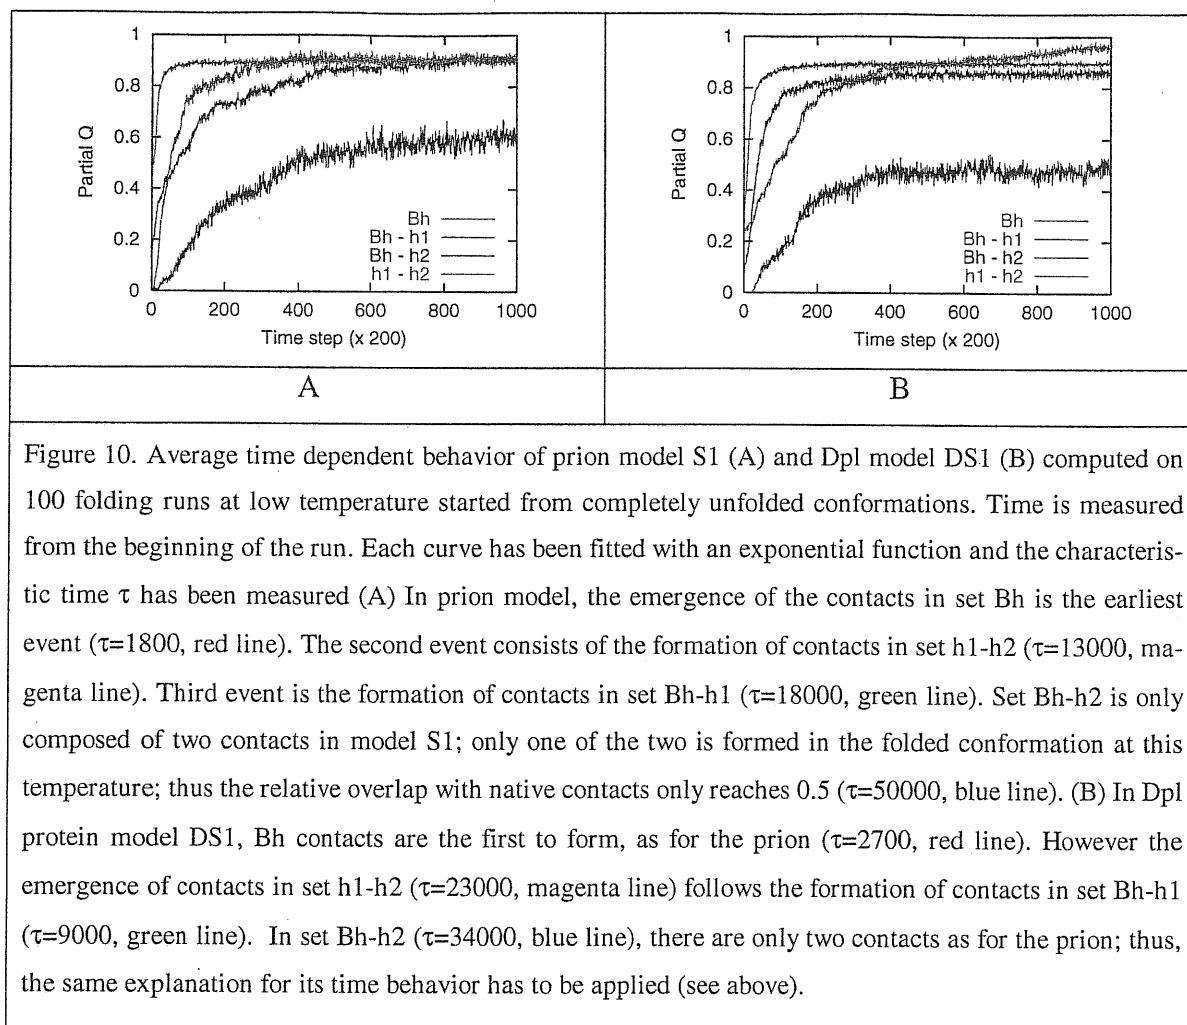 1
0.8
0.6
0.4
0.2
0
Partial Q
Bh
Bh - h1
Bh - h2
h1 - h2
0 200 400 600 800 1000
Time step (x 200)
A
1
0.8
0.6
0.4
0.2
0
Partial Q
Bh
Bh - h1
Bh - h2
h1 - h2
0 200 400 600 800 1000
Time step (x 200)
B
Figure 10. Average time dependent behavior of prion model S1 (A) and Dpl model DS1 (B) computed on
100 folding runs at low temperature started from completely unfolded conformations. Time is measured
from the beginning of the run. Each curve has been fitted with an exponential function and the characteris-
tic time τ has been measured (A) In prion model, the emergence of the contacts in set Bh is the earliest
event (τ=1800, red line). The second event consists of the formation of contacts in set h1-h2 (τ=13000, ma-
genta line). Third event is the formation of contacts in set Bh-h1 (τ=18000, green line). Set Bh-h2 is only
composed of two contacts in model S1; only one of the two is formed in the folded conformation at this
temperature; thus the relative overlap with native contacts only reaches 0.5 (τ=50000, blue line). (B) In Dpl
protein model DS1, Bh contacts are the first to form, as for the prion (τ=2700, red line). However the
emergence of contacts in set h1-h2 (τ=23000, magenta line) follows the formation of contacts in set Bh-h1
(τ=9000, green line). In set Bh-h2 (τ=34000, blue line), there are only two contacts as for the prion; thus,
the same explanation for its time behavior has to be applied (see above).